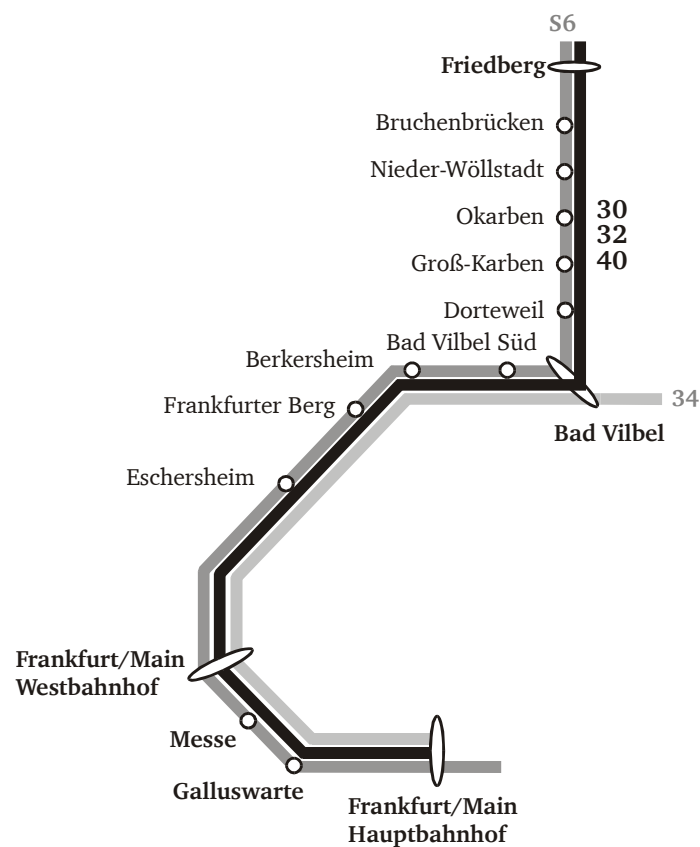 S6
Friedberg
Bruchenbrücken
Nieder-Wöllstadt
Okarben
30
32
40
Groß-Karben
Dorteweil
Bad Vilbel Süd
Berkersheim
34
Frankfurter Berg
Bad Vilbel
Eschersheim
Frankfurt/Main
Westbahnhof
Messe
Galluswarte
Frankfurt/Main
Hauptbahnhof